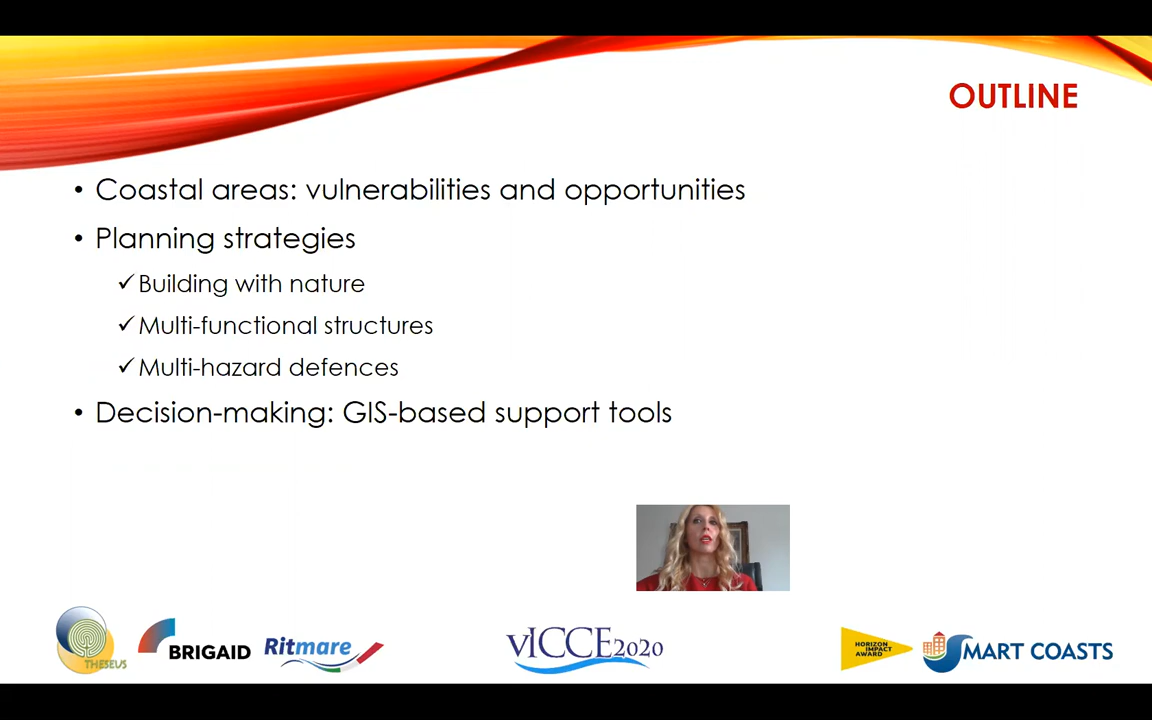 OUTLINE
• Coastal areas: vulnerabilities and opportunities
• Planning strategies
✓ Building with nature
✓ Multi-functional structures
✓ Multi-hazard defences
• Decision-making: GIS-based support tools
THESEUS
BRIGAID
Ritmare
vICCE2020
HORIZON
IMPACT
AWARD
SMART COASTS